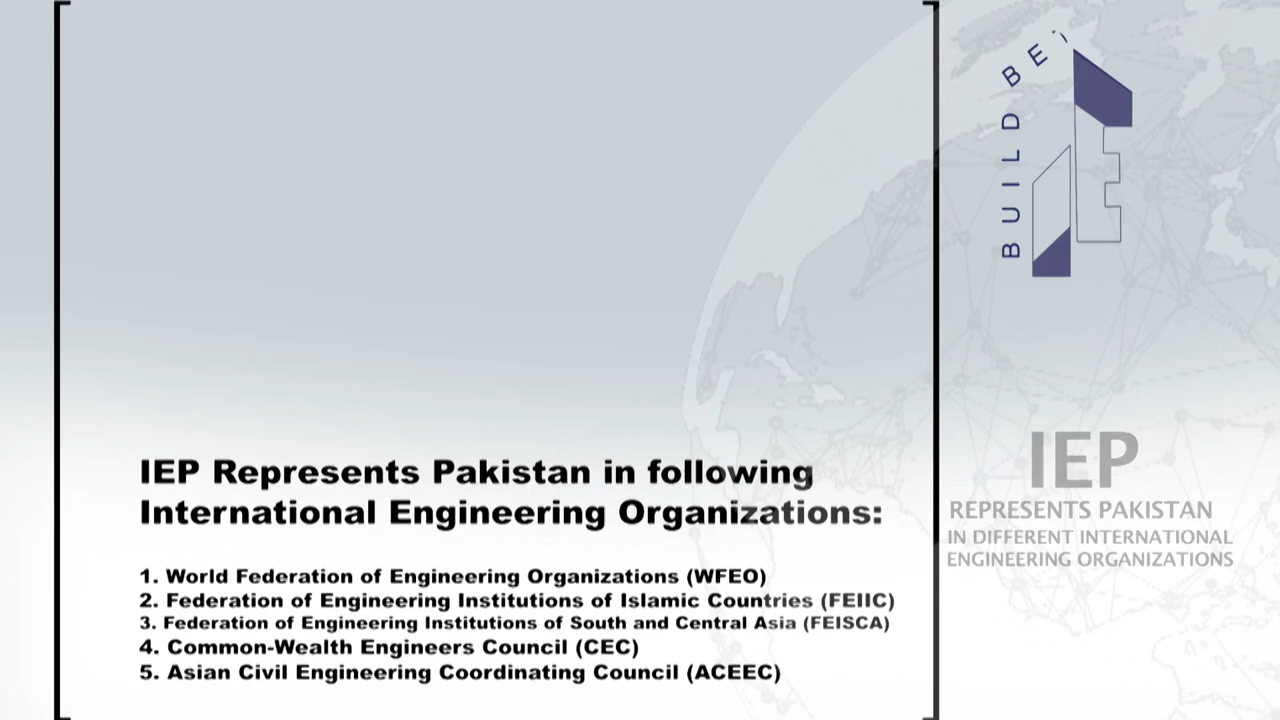 IEP Represents Pakistan in following
International Engineering Organizations:
1. World Federation of Engineering Organizations (WFEO)
2. Federation of Engineering Institutions of Islamic Countries (FEIIC)
3. Federation of Engineering Institutions of South and Central Asia (FEISCA)
4. Common-Wealth Engineers Council (CEC)
5. Asian Civil Engineering Coordinating Council (ACEEC)
BUILD BE
IEP
REPRESENTS PAKISTAN
IN DIFFERENT INTERNATIONAL
ENGINEERING ORGANIZATIONS